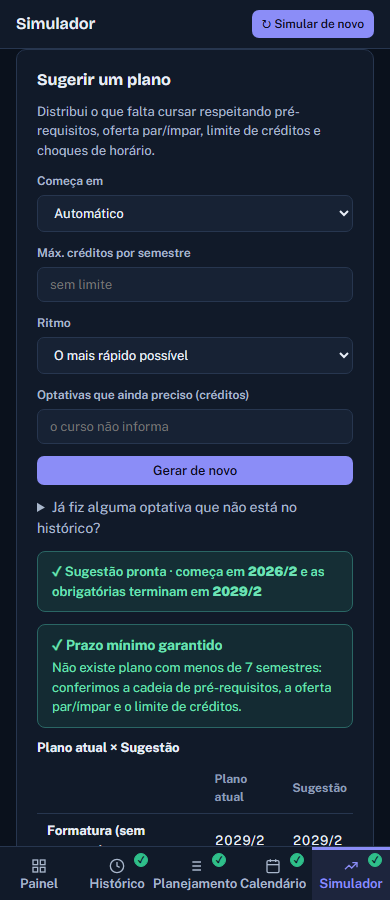 Simulador
↻ Simular de novo
Sugerir um plano
Distribui o que falta cursar respeitando pré-
requisitos, oferta par/ímpar, limite de créditos e
choques de horário.
Começa em
Automático
Máx. créditos por semestre
sem limite
Ritmo
O mais rápido possível
Optativas que ainda preciso (créditos)
o curso não informa
Gerar de novo
▶ Já fiz alguma optativa que não está no
histórico?
✓ Sugestão pronta · começa em 2026/2 e as
obrigatórias terminam em 2029/2
✓ Prazo mínimo garantido
Não existe plano com menos de 7 semestres:
conferimos a cadeia de pré-requisitos, a oferta
par/ímpar e o limite de créditos.
Plano atual × Sugestão
Plano
atual
Sugestão
Formatura (sem
2029/2
2029/2
Painel
Histórico
Planejamento
Calendário
Simulador